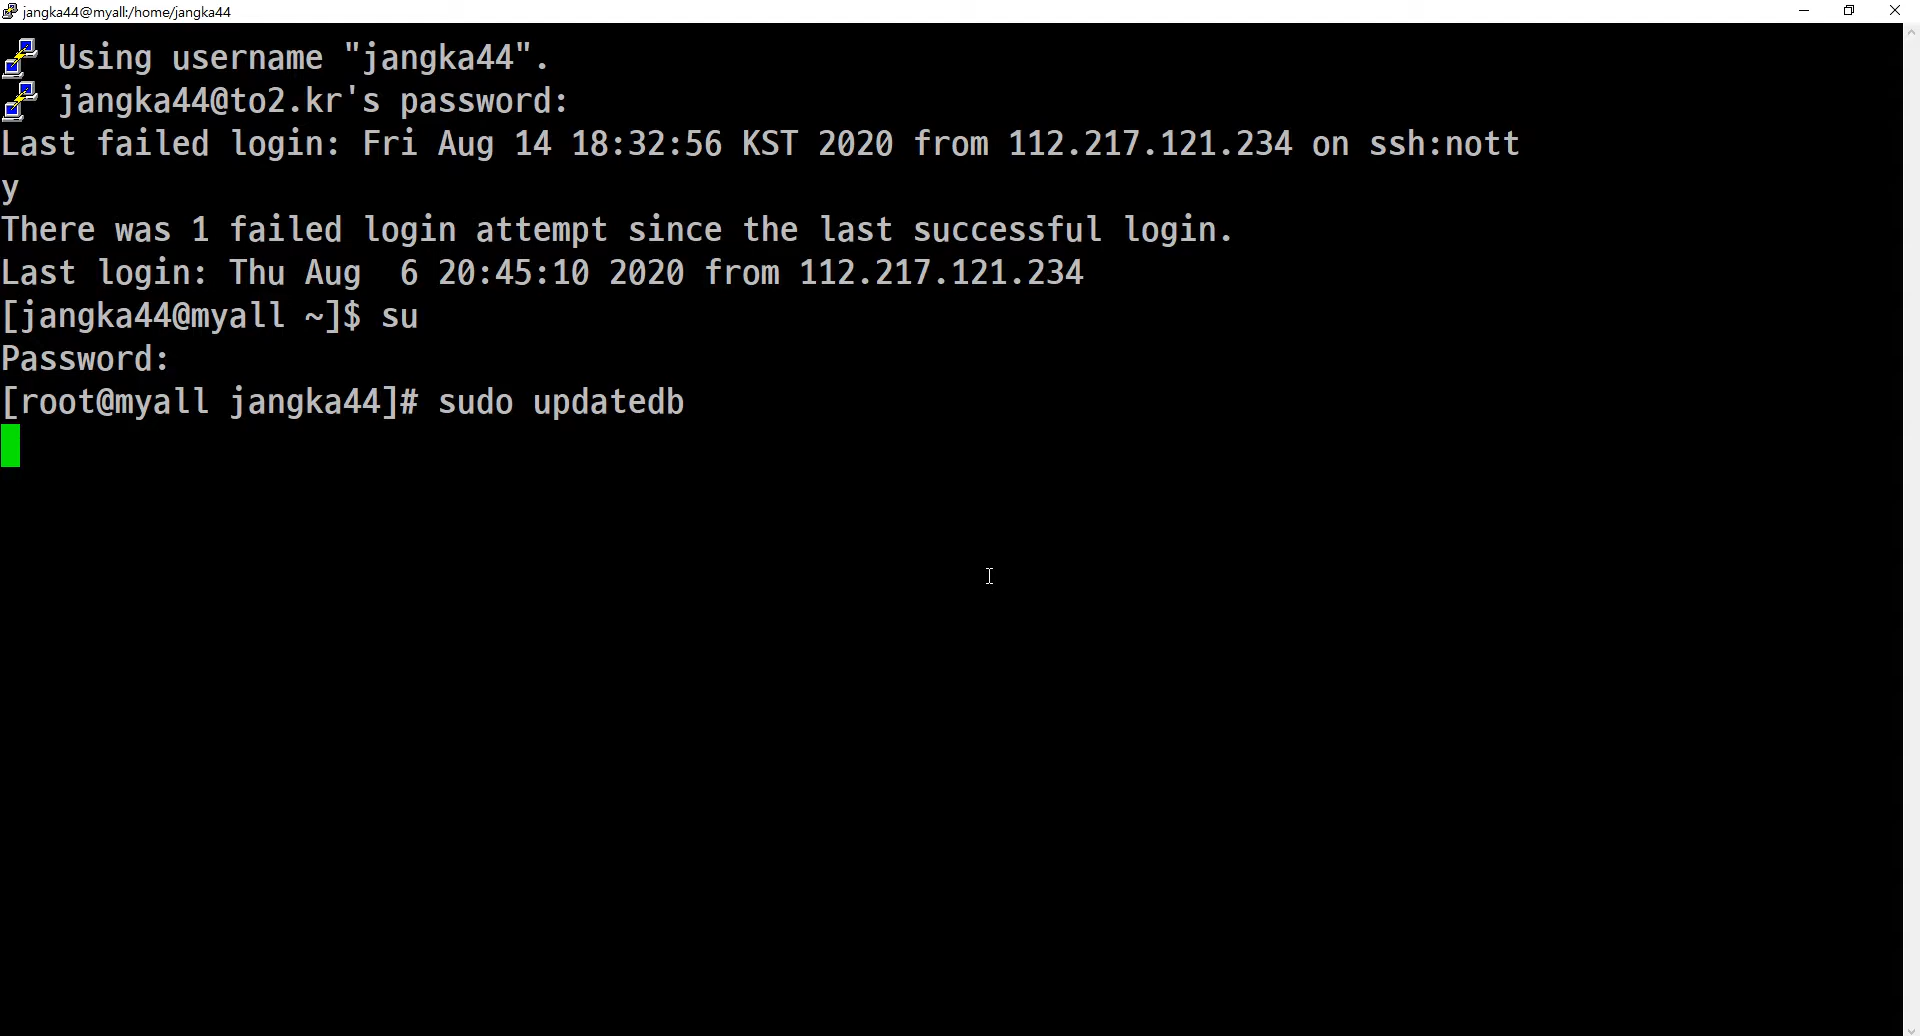 jangka44@myall:/home/jangka44
Using username "jangka44".
jangka44@to2.kr's password:
Last failed login: Fri Aug 14 18:32:56 KST 2020 from 112.217.121.234 on ssh:nott
y
There was 1 failed login attempt since the last successful login.
Last login: Thu Aug  6 20:45:10 2020 from 112.217.121.234
[jangka44@myall ~]$ su
Password:
[root@myall jangka44]# sudo updatedb